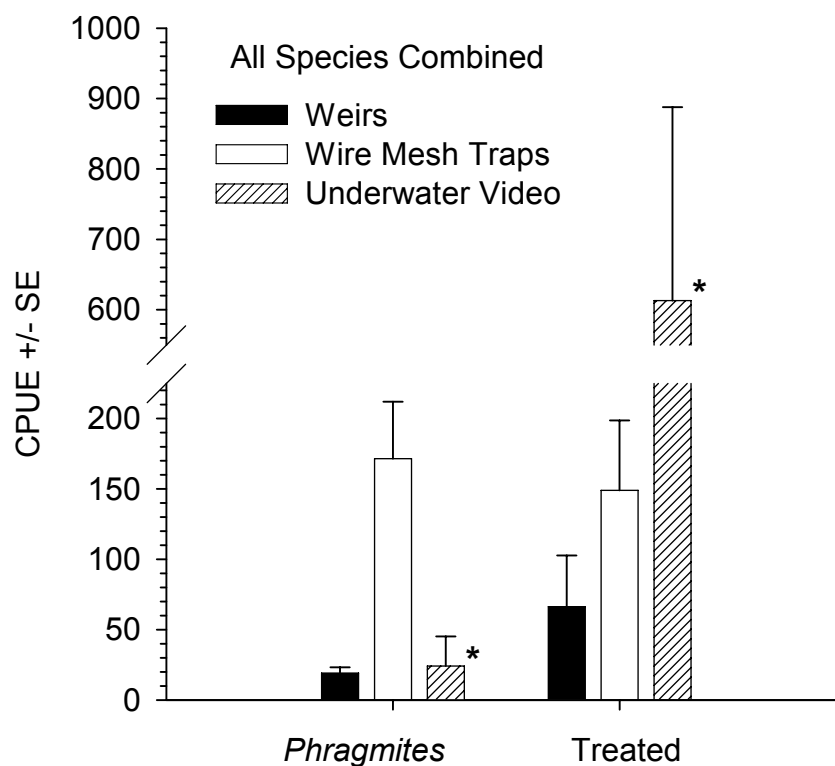 All Species Combined
Weirs
Wire Mesh Traps
Underwater Video
CPUE +/- SE
1000
900
800
700
600
200
150
100
50
0
*
*
Phragmites
Treated